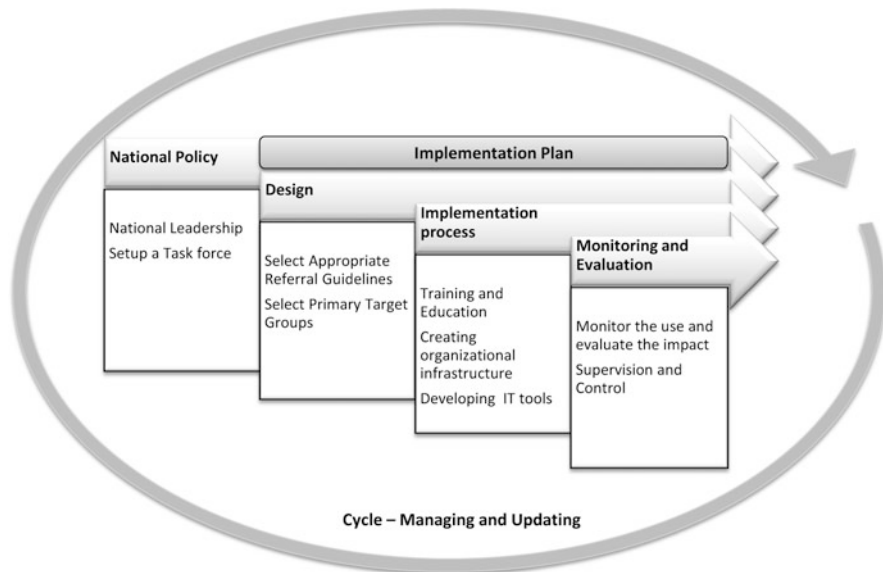 National Policy
Implementation Plan
Design
Implementation
process
Monitoring and
Evaluation
National Leadership
Setup a Task force
Select Appropriate
Referral Guidelines
Select Primary Target
Groups
Training and
Education
Creating
organizational
infrastructure
Developing IT tools
Monitor the use and
evaluate the impact
Supervision and
Control
Cycle – Managing and Updating